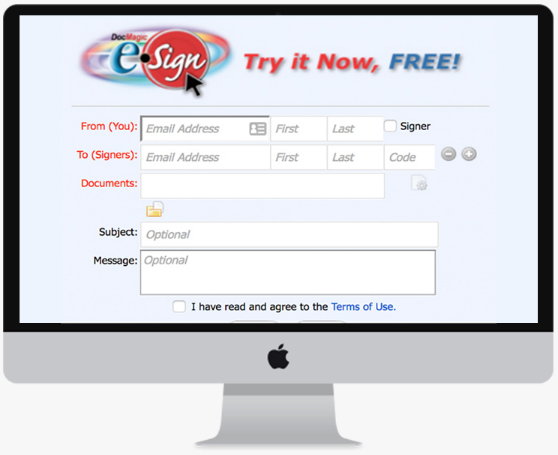 DocMagic
e·Sign
Try it Now, FREE!
From (You): Email Address First Last Signer
To (Signers): Email Address First Last Code
Documents:
Subject: Optional
Message: Optional
I have read and agree to the Terms of Use.